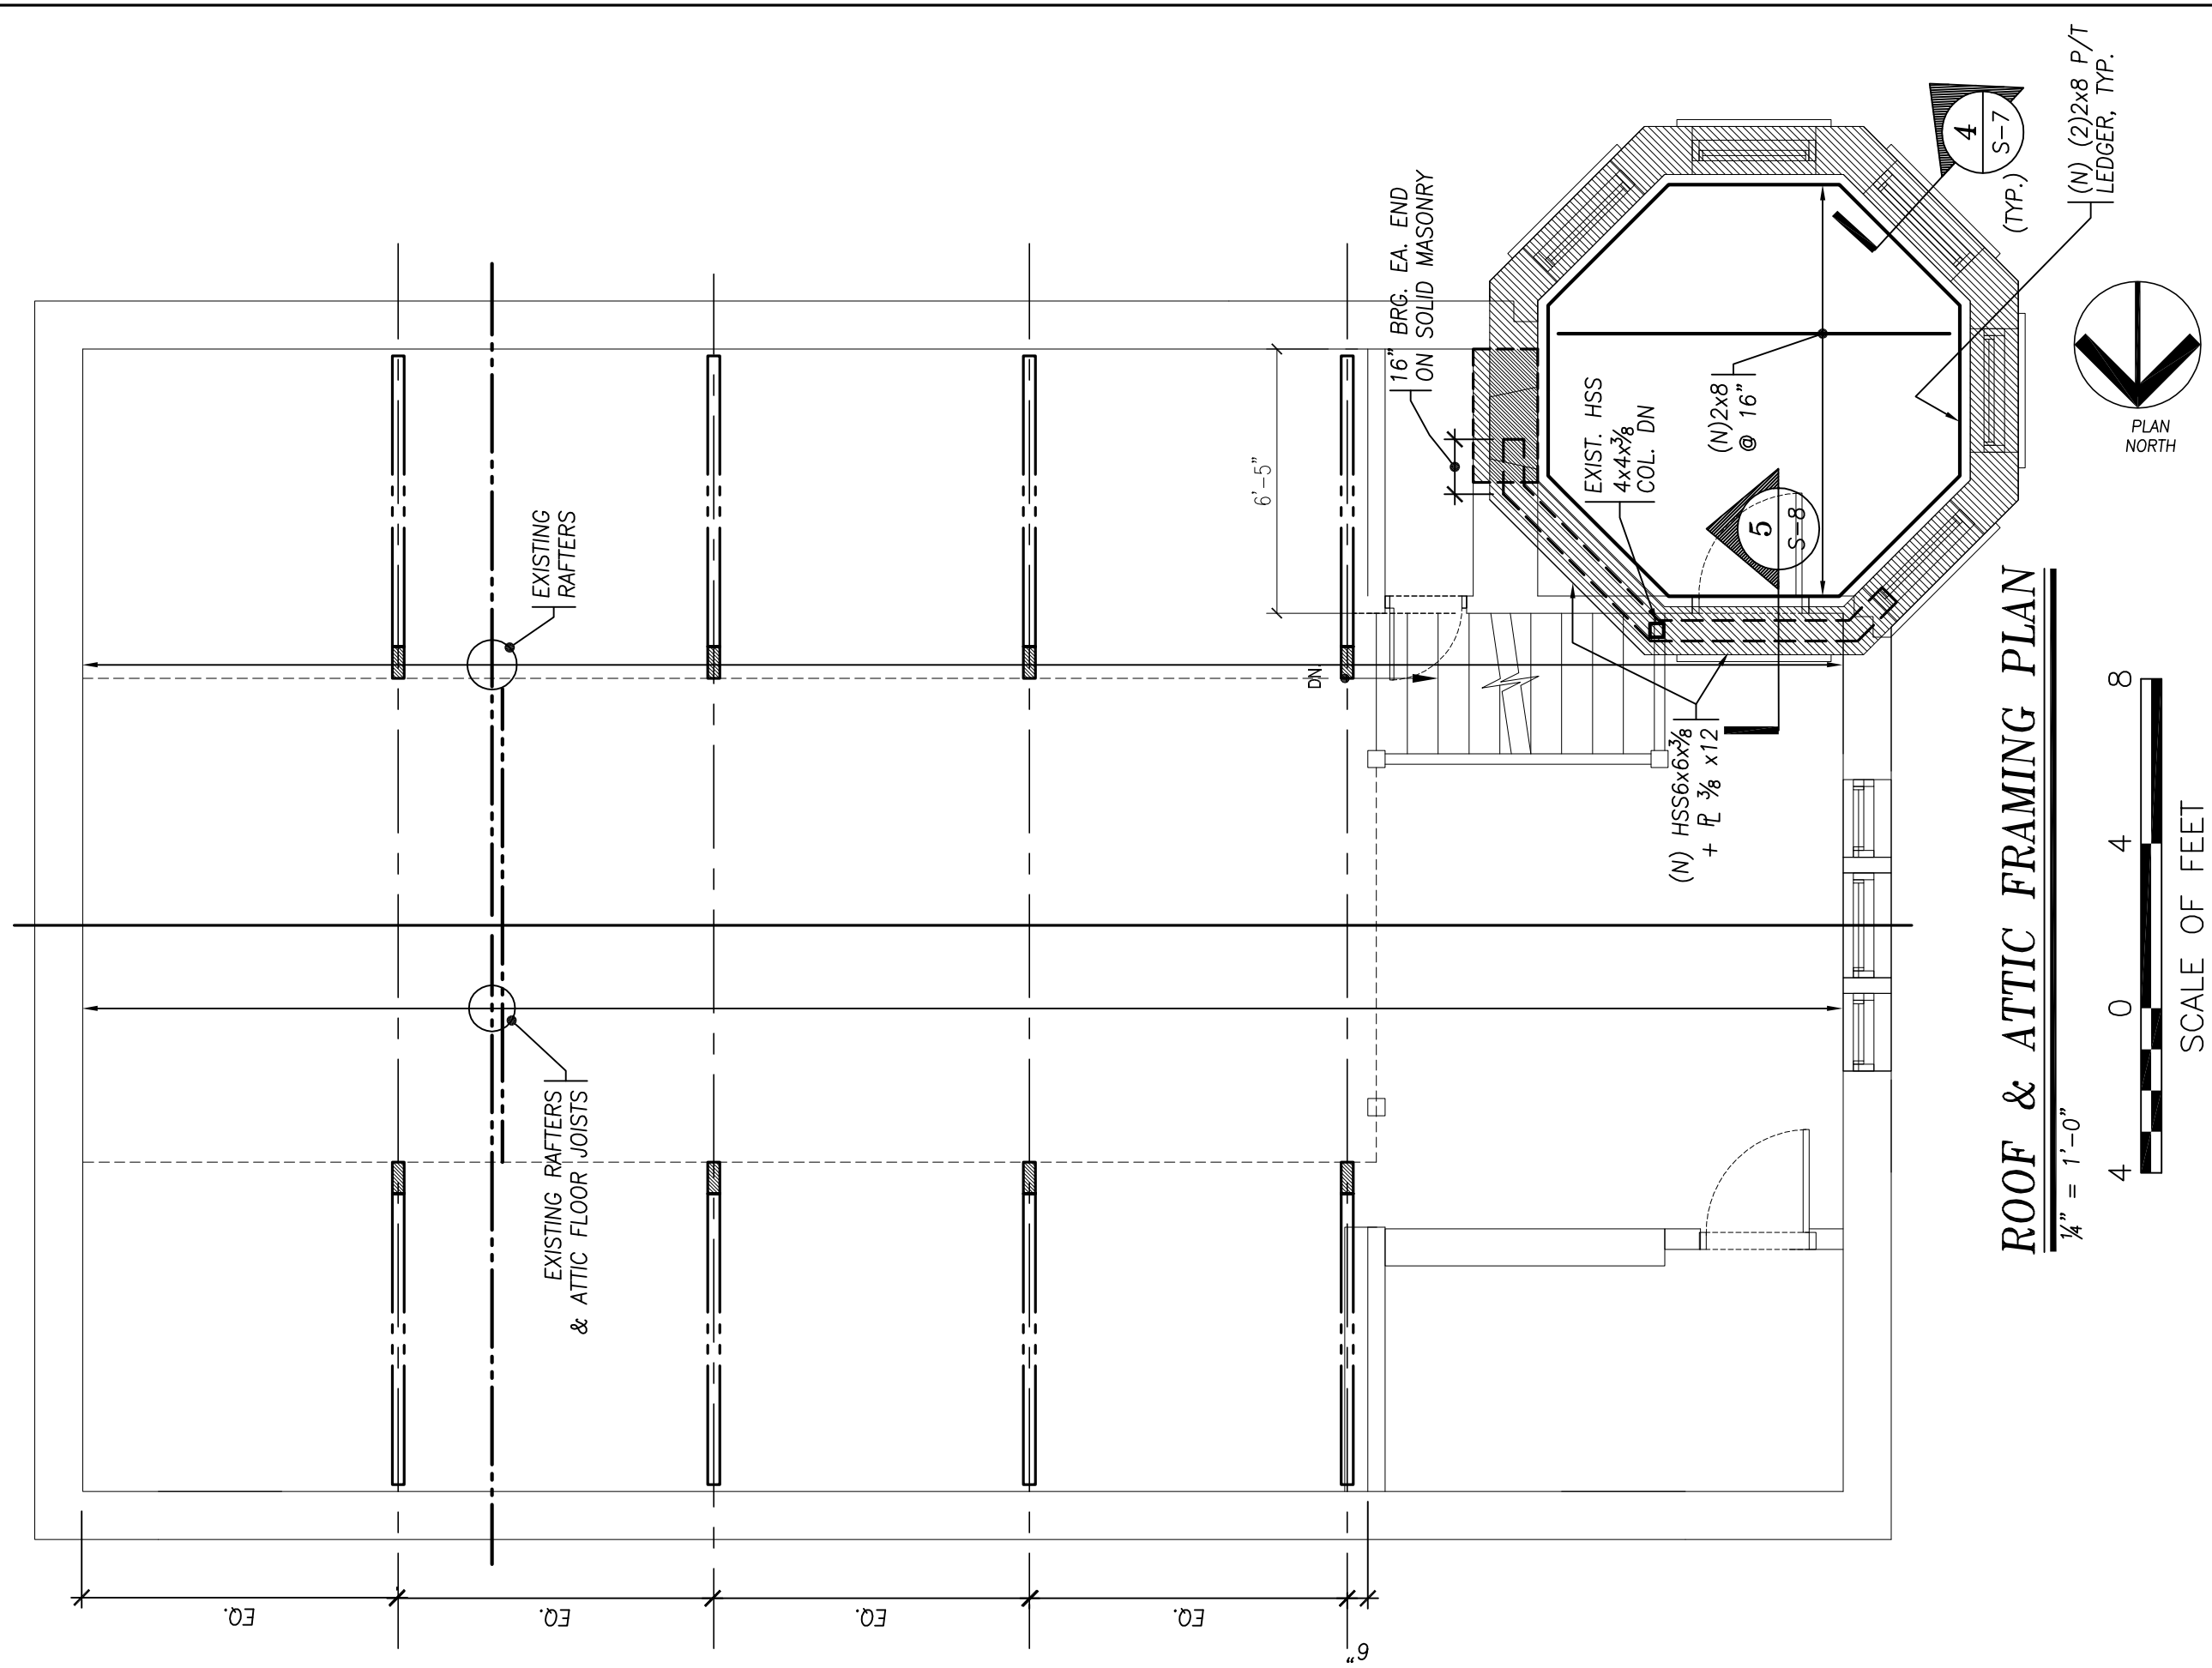 (N) (2)2x8 P/T
LEDGER, TYP.
4
S-7
(TYP.)
16" BRG. EA. END
ON SOLID MASONRY
EXIST. HSS
4x4x⅜
COL. DN
(N)2x8
@ 16"
5
S-8
PLAN
NORTH
6'-5"
EXISTING
RAFTERS
DN.
(N) HSS6x6x⅜
+ ℙL ⅜ x12
EXISTING RAFTERS
& ATTIC FLOOR JOISTS
EQ.
EQ.
EQ.
EQ.
6"
ROOF & ATTIC FRAMING PLAN
¼" = 1'-0"
4 0 4 8
SCALE OF FEET